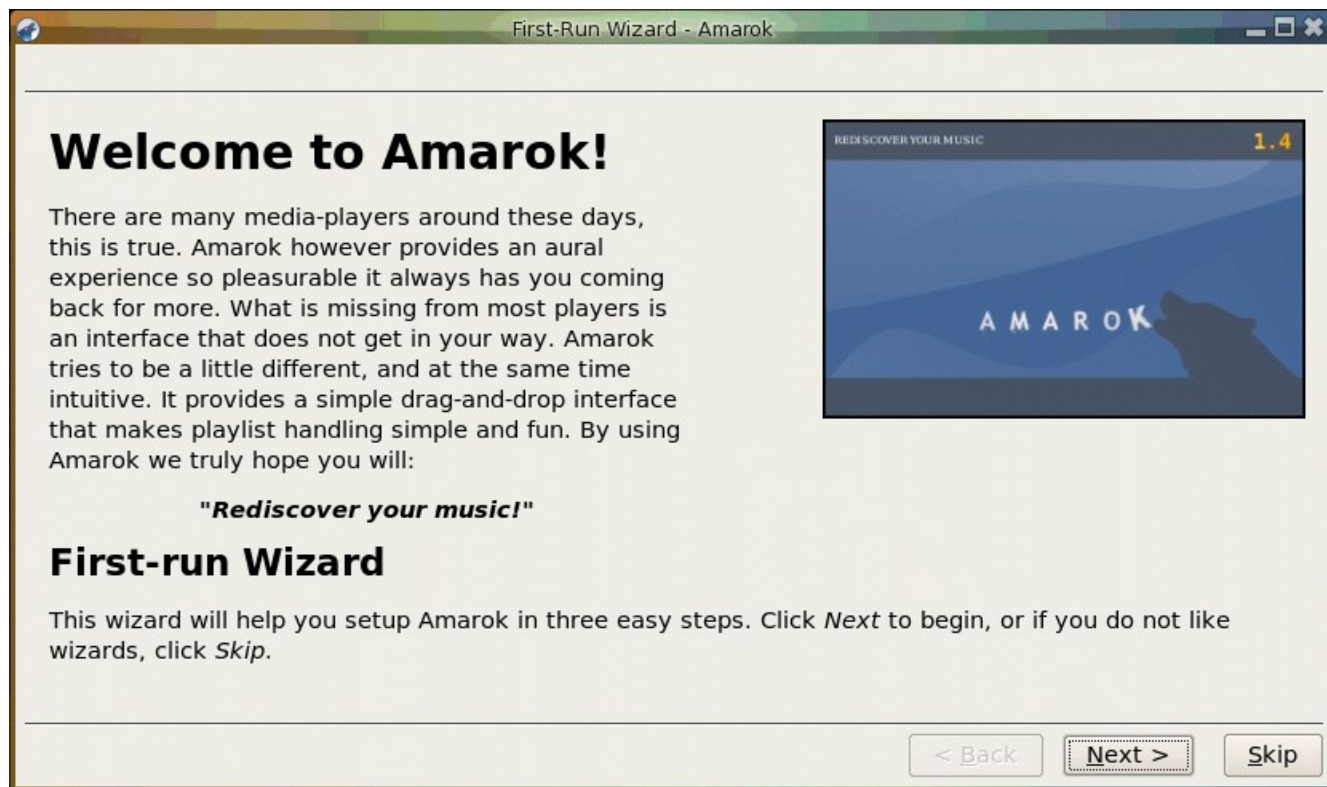 First-Run Wizard - Amarok
Welcome to Amarok!
There are many media-players around these days,
this is true. Amarok however provides an aural
experience so pleasurable it always has you coming
back for more. What is missing from most players is
an interface that does not get in your way. Amarok
tries to be a little different, and at the same time
intuitive. It provides a simple drag-and-drop interface
that makes playlist handling simple and fun. By using
Amarok we truly hope you will:
"Rediscover your music!"
REDISCOVER YOUR MUSIC 1.4
AMAROK
First-run Wizard
This wizard will help you setup Amarok in three easy steps. Click Next to begin, or if you do not like
wizards, click Skip.
< Back Next > Skip